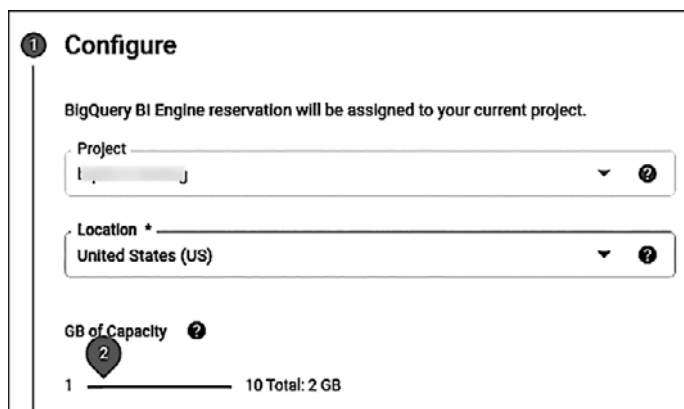 1 Configure
BigQuery BI Engine reservation will be assigned to your current project.
Project
Location *
United States (US)
GB of Capacity
2
1 10 Total: 2 GB